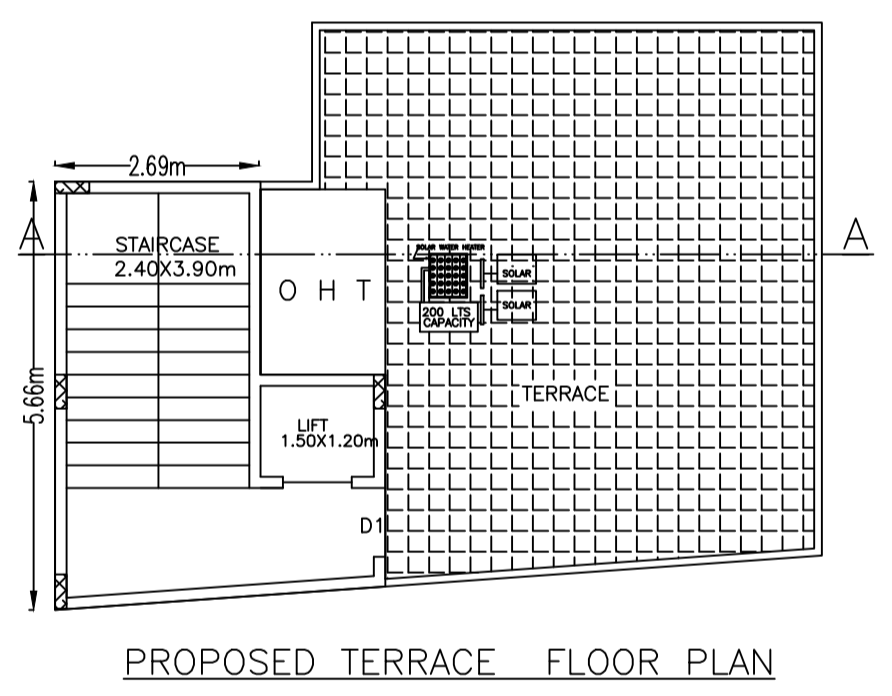 2.69m
A
A
STAIRCASE
2.40X3.90m
SOLAR WATER HEATER
SOLAR
O H T
200 LTS
CAPACITY
SOLAR
5.66m
TERRACE
LIFT
1.50X1.20m
D1
PROPOSED TERRACE FLOOR PLAN